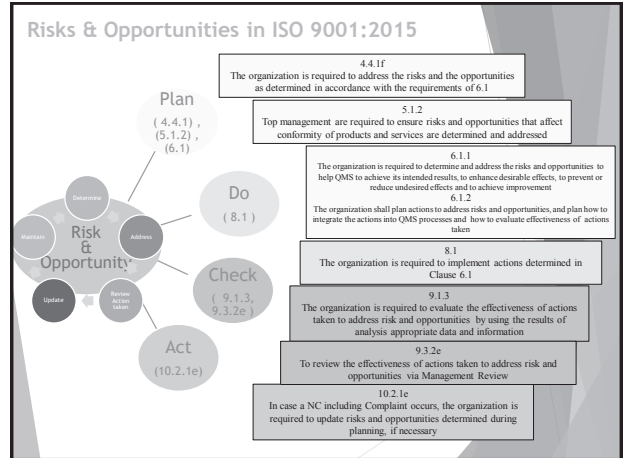 Risks & Opportunities in ISO 9001:2015
Plan
( 4.4.1) ,
(5.1.2) ,
(6.1)
Do
( 8.1 )
Check
( 9.1.3,
9.3.2e )
Act
(10.2.1e)
Determine
Address
Review
Action
taken
Update
Maintain
Risk
&
Opportunity
4.4.1f
The organization is required to address the risks and the opportunities
as determined in accordance with the requirements of 6.1
5.1.2
Top management are required to ensure risks and opportunities that affect
conformity of products and services are determined and addressed
6.1.1
The organization is required to determine and address the risks and opportunities to
help QMS to achieve its intended results, to enhance desirable effects, to prevent or
reduce undesired effects and to achieve improvement
6.1.2
The organization shall plan actions to address risks and opportunities, and plan how to
integrate the actions into QMS processes and how to evaluate effectiveness of actions
taken
8.1
The organization is required to implement actions determined in
Clause 6.1
9.1.3
The organization is required to evaluate the effectiveness of actions
taken to address risk and opportunities by using the results of
analysis appropriate data and information
9.3.2e
To review the effectiveness of actions taken to address risk and
opportunities via Management Review
10.2.1e
In case a NC including Complaint occurs, the organization is
required to update risks and opportunities determined during
planning, if necessary